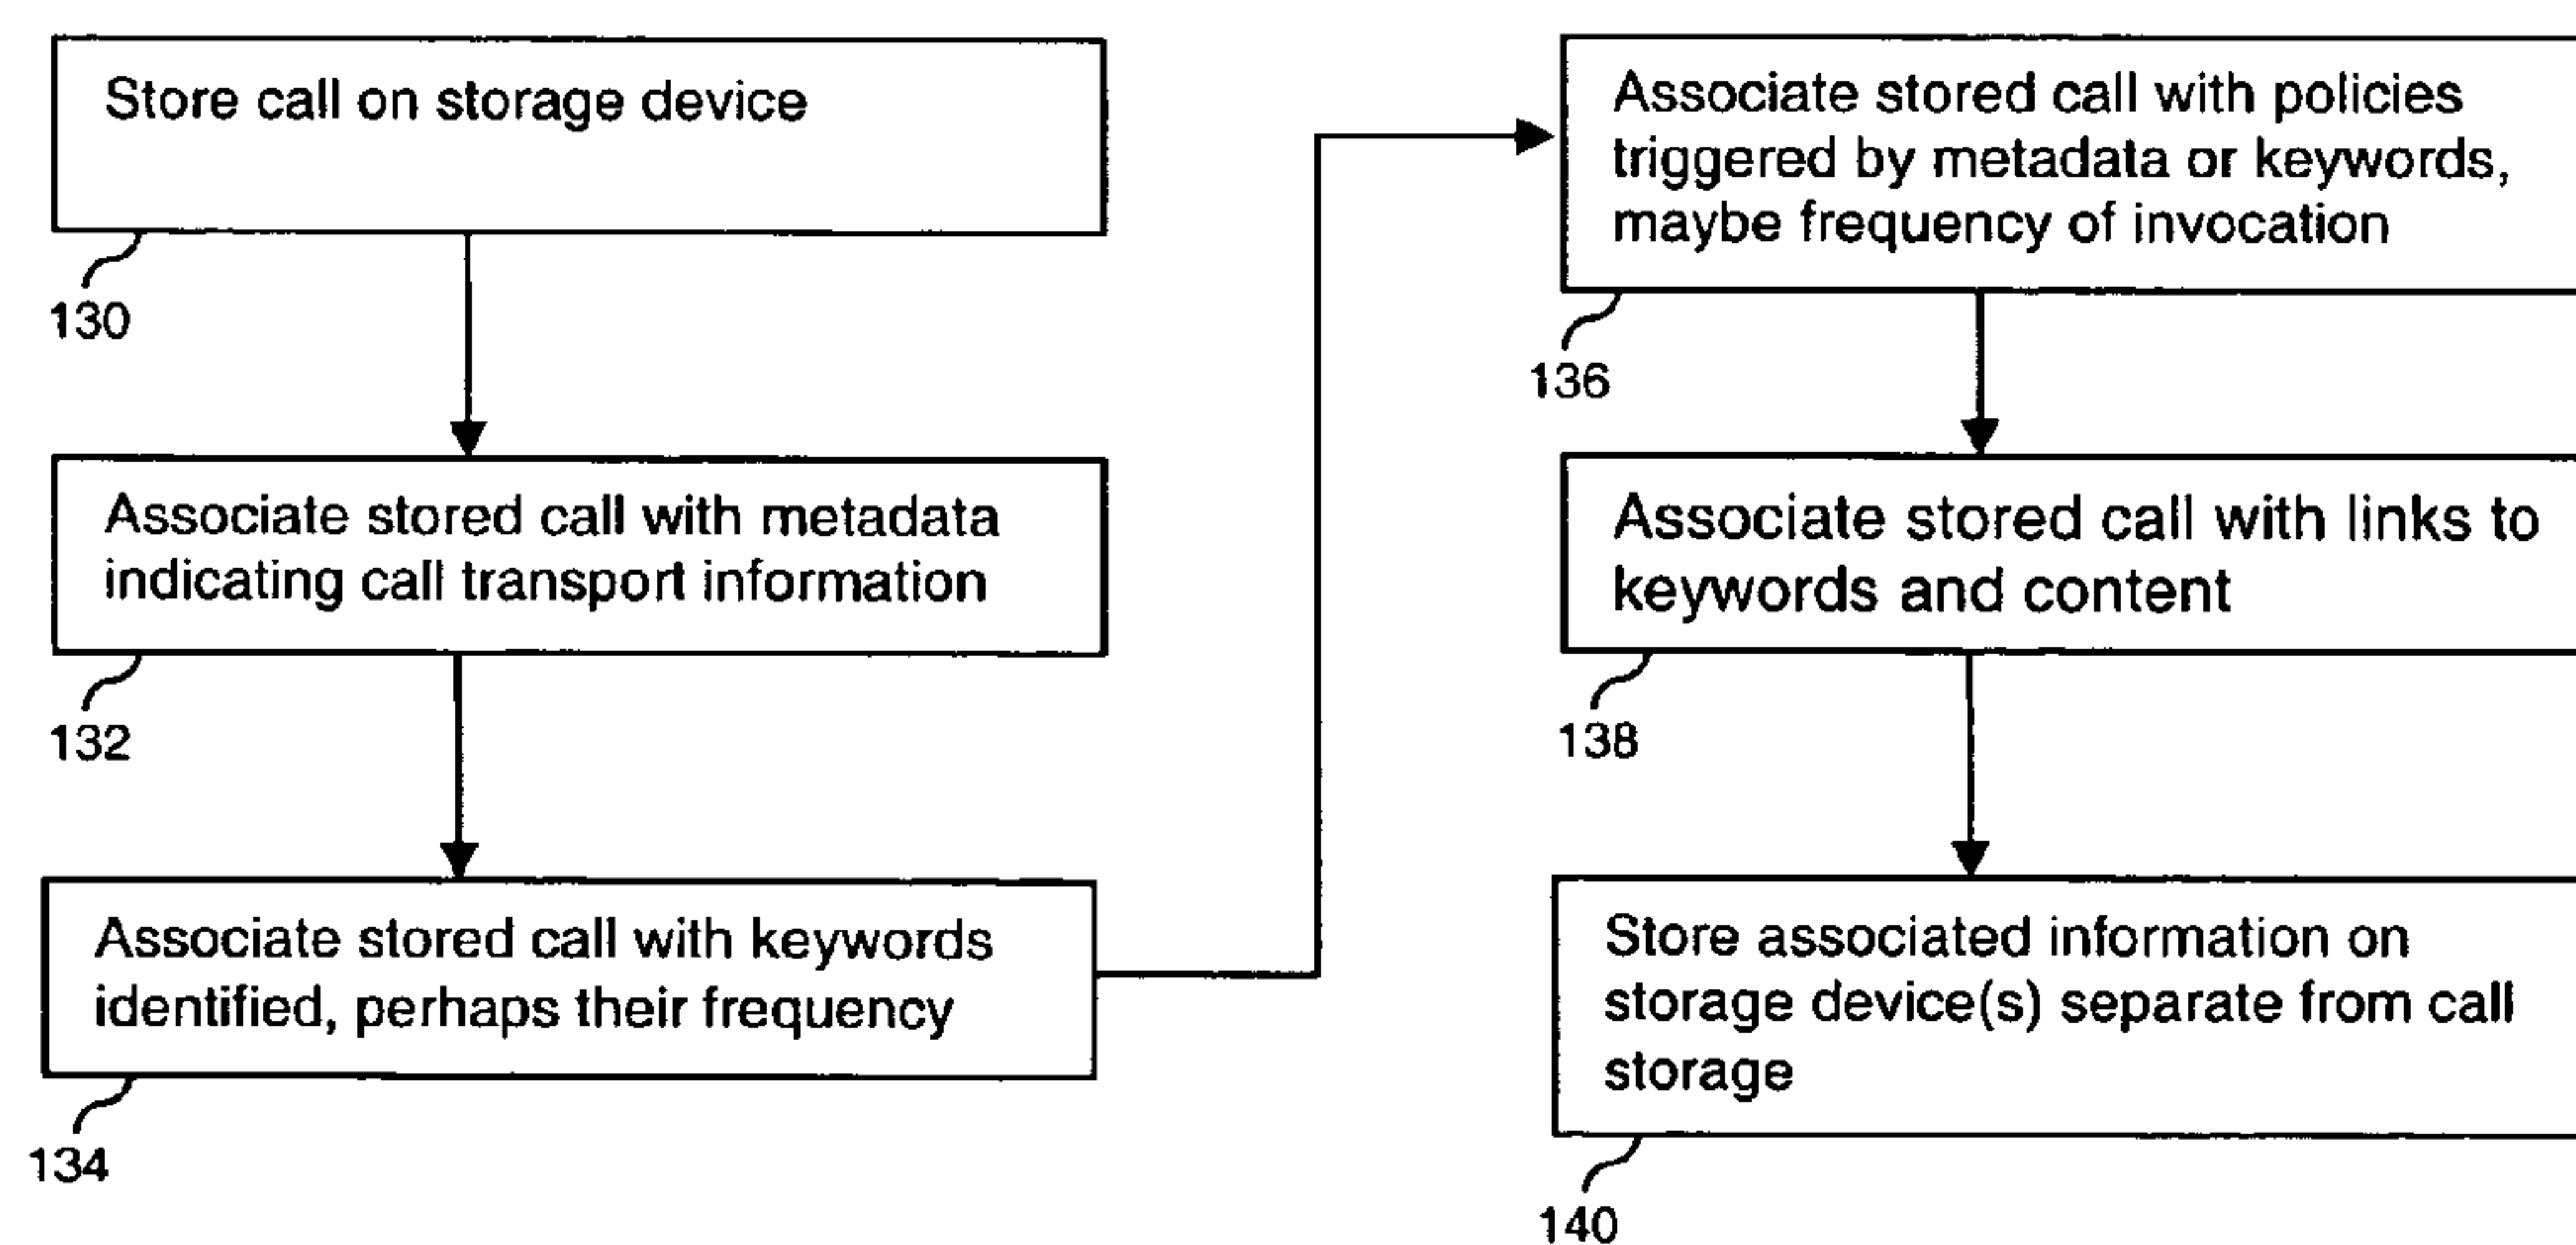 Store call on storage device
130
Associate stored call with metadata
indicating call transport information
132
Associate stored call with keywords
identified, perhaps their frequency
134
Associate stored call with policies
triggered by metadata or keywords,
maybe frequency of invocation
136
Associate stored call with links to
keywords and content
138
Store associated information on
storage device(s) separate from call
storage
140